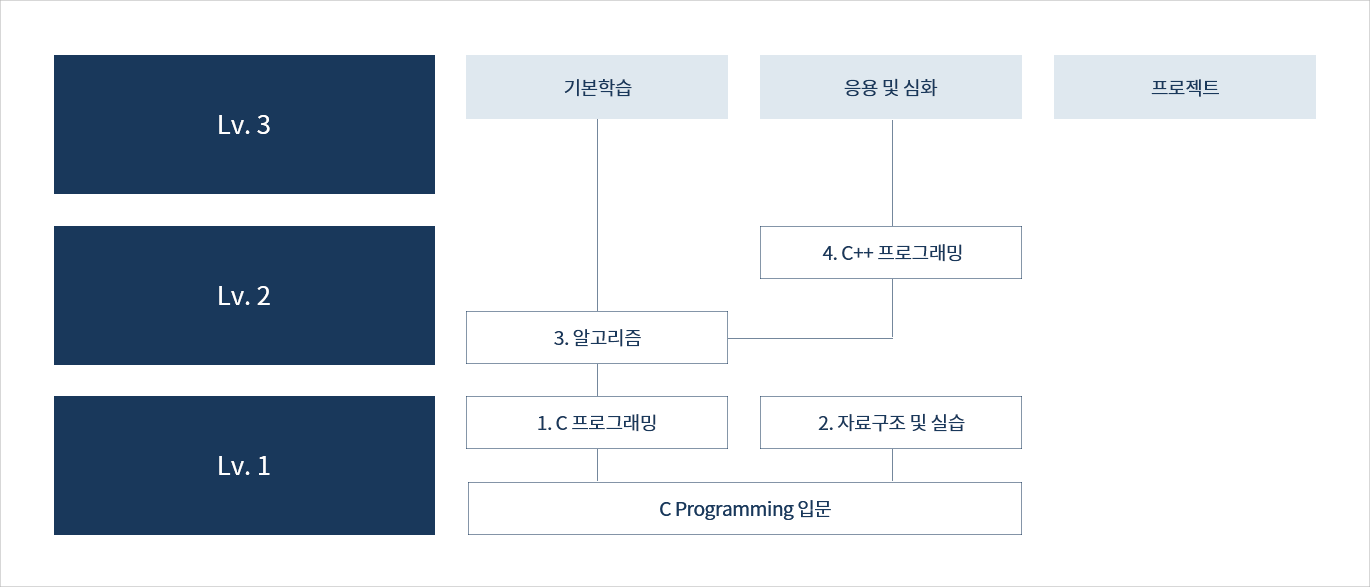 Lv. 3
기본학습
응용 및 심화
프로젝트
Lv. 2
4. C++ 프로그래밍
3. 알고리즘
Lv. 1
1. C 프로그래밍
2. 자료구조 및 실습
C Programming 입문